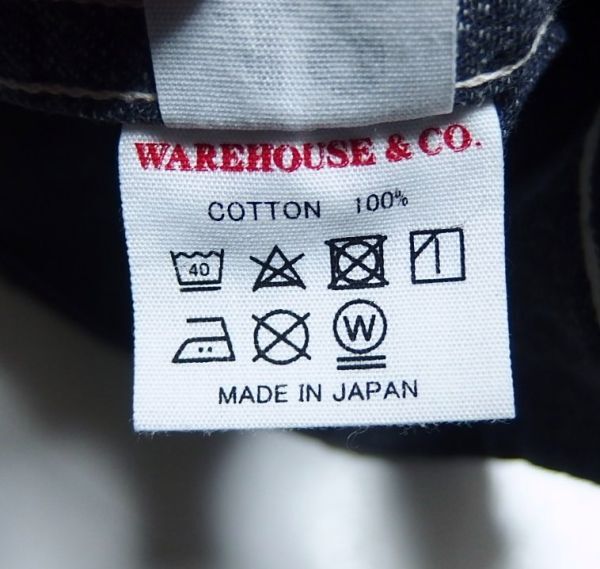 WAREHOUSE & CO.
COTTON 100%
40
W
MADE IN JAPAN